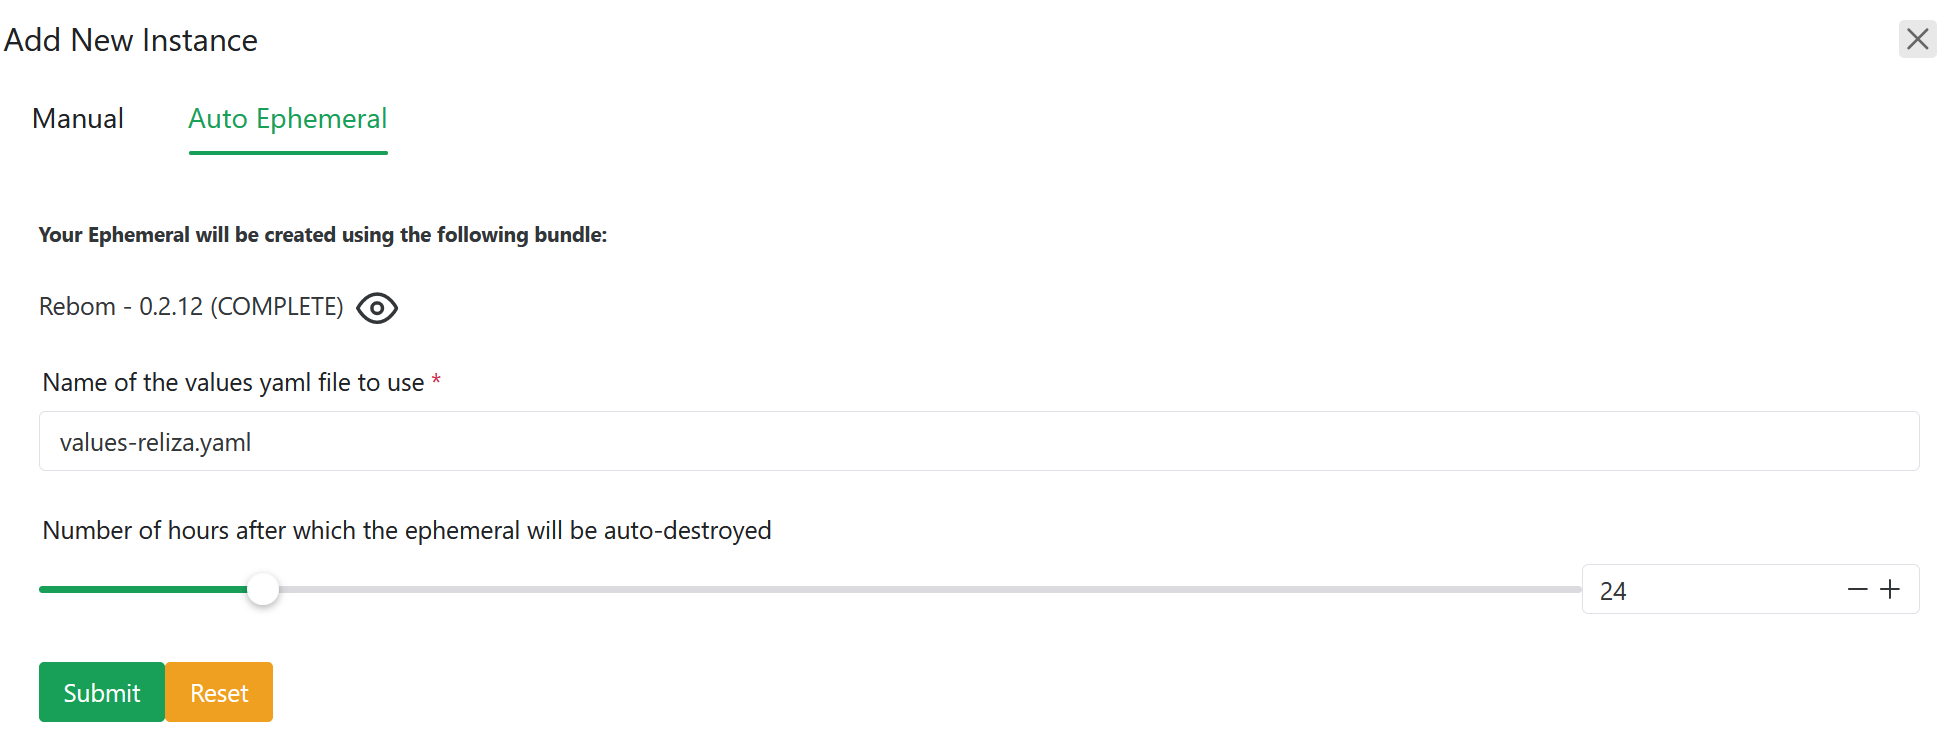 Add New Instance
Manual Auto Ephemeral
Your Ephemeral will be created using the following bundle:
Rebom - 0.2.12 (COMPLETE)
Name of the values yaml file to use *
values-reliza.yaml
Number of hours after which the ephemeral will be auto-destroyed
24
Submit Reset